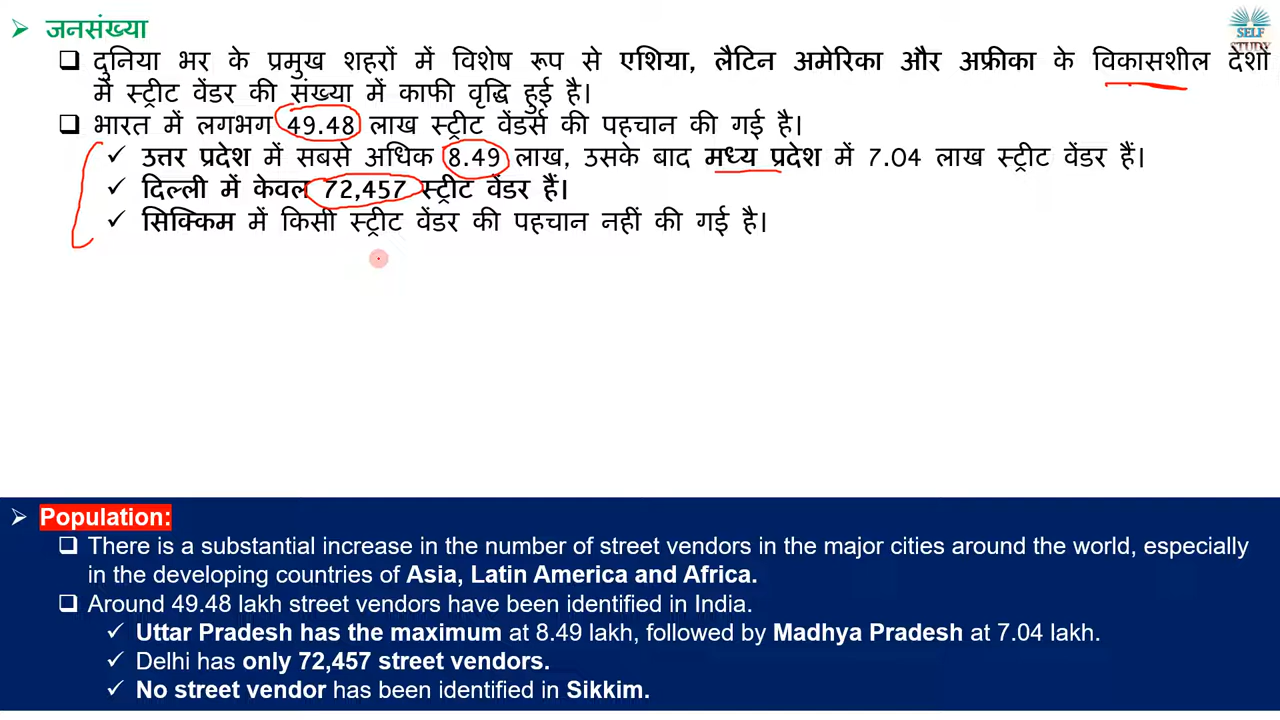 ➢ जनसंख्या
SELF
STUDY
❑ दुनिया भर के प्रमुख शहरों में विशेष रूप से एशिया, लैटिन अमेरिका और अफ्रीका के विकासशील देशों
में स्ट्रीट वेंडर की संख्या में काफी वृद्धि हुई है।
❑ भारत में लगभग 49.48 लाख स्ट्रीट वेंडर्स की पहचान की गई है।
✓ उत्तर प्रदेश में सबसे अधिक 8.49 लाख, उसके बाद मध्य प्रदेश में 7.04 लाख स्ट्रीट वेंडर हैं।
✓ दिल्ली में केवल 72,457 स्ट्रीट वेंडर हैं।
✓ सिक्किम में किसी स्ट्रीट वेंडर की पहचान नहीं की गई है।
➢ Population:
❑ There is a substantial increase in the number of street vendors in the major cities around the world, especially
in the developing countries of Asia, Latin America and Africa.
❑ Around 49.48 lakh street vendors have been identified in India.
✓ Uttar Pradesh has the maximum at 8.49 lakh, followed by Madhya Pradesh at 7.04 lakh.
✓ Delhi has only 72,457 street vendors.
✓ No street vendor has been identified in Sikkim.